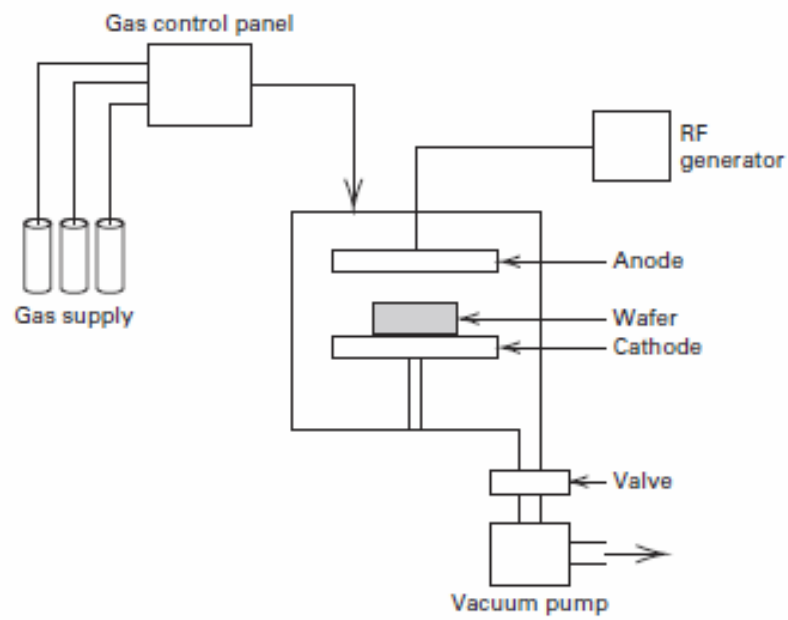 Gas control panel
RF
generator
Anode
Gas supply
Wafer
Cathode
Valve
Vacuum pump